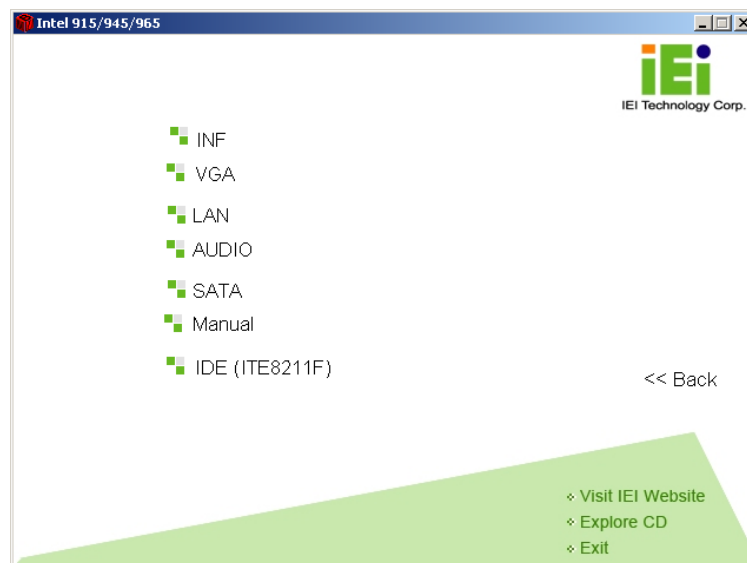 Intel 915/945/965
iEi
IEI Technology Corp.
INF
VGA
LAN
AUDIO
SATA
Manual
IDE (ITE8211F)
<< Back
Visit IEI Website
Explore CD
Exit